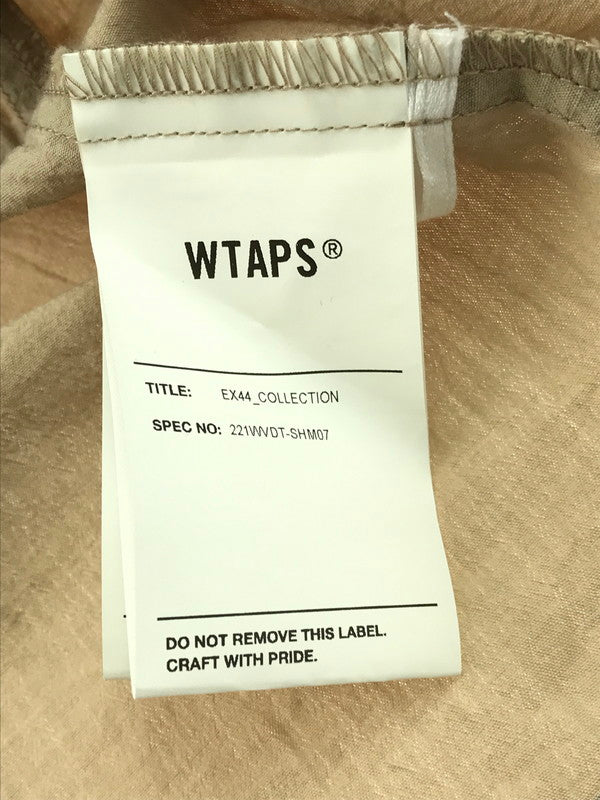 WTAPS®
TITLE: EX44_COLLECTION
SPEC NO: 221WVDT-SHM07
DO NOT REMOVE THIS LABEL.
CRAFT WITH PRIDE.